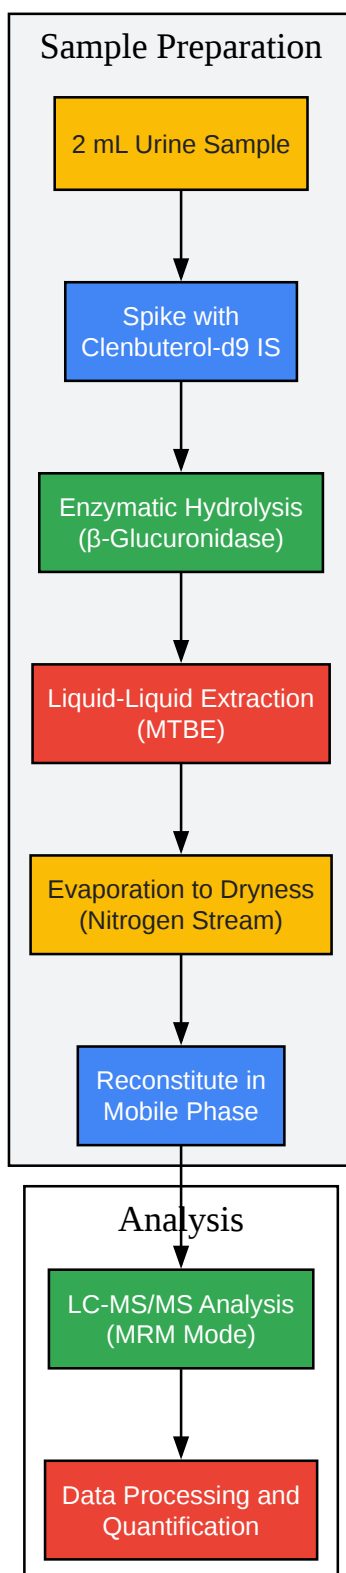 Sample Preparation
2 mL Urine Sample
Spike with
Clenbuterol-d9 IS
Enzymatic Hydrolysis
(β-Glucuronidase)
Liquid-Liquid Extraction
(MTBE)
Evaporation to Dryness
(Nitrogen Stream)
Reconstitute in
Mobile Phase
Analysis
LC-MS/MS Analysis
(MRM Mode)
Data Processing and
Quantification